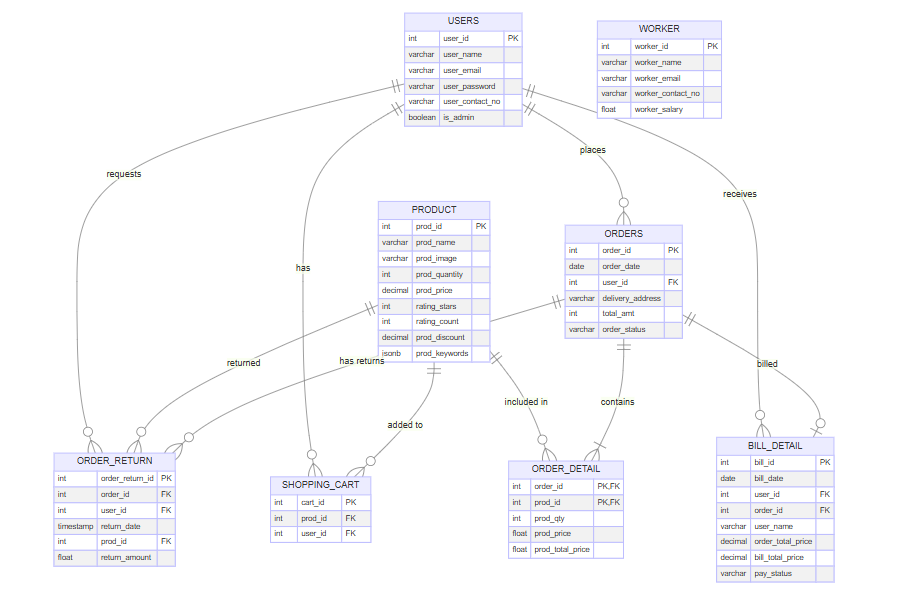 USERS
int user_id PK
varchar user_name
varchar user_email
varchar user_password
varchar user_contact_no
boolean is_admin
WORKER
int worker_id PK
varchar worker_name
varchar worker_email
varchar worker_contact_no
float worker_salary
places
requests
receives
PRODUCT
int prod_id PK
varchar prod_name
varchar prod_image
int prod_quantity
decimal prod_price
int rating_stars
int rating_count
decimal prod_discount
jsonb prod_keywords
ORDERS
int order_id PK
date order_date
int user_id FK
varchar delivery_address
int total_amt
varchar order_status
has
returned
has returns
billed
included in
contains
added to
ORDER_RETURN
int order_return_id PK
int order_id FK
int user_id FK
timestamp return_date
int prod_id FK
float return_amount
SHOPPING_CART
int cart_id PK
int prod_id FK
int user_id FK
ORDER_DETAIL
int order_id PK,FK
int prod_id PK,FK
int prod_qty
float prod_price
float prod_total_price
BILL_DETAIL
int bill_id PK
date bill_date
int user_id FK
int order_id FK
varchar user_name
decimal order_total_price
decimal bill_total_price
varchar pay_status